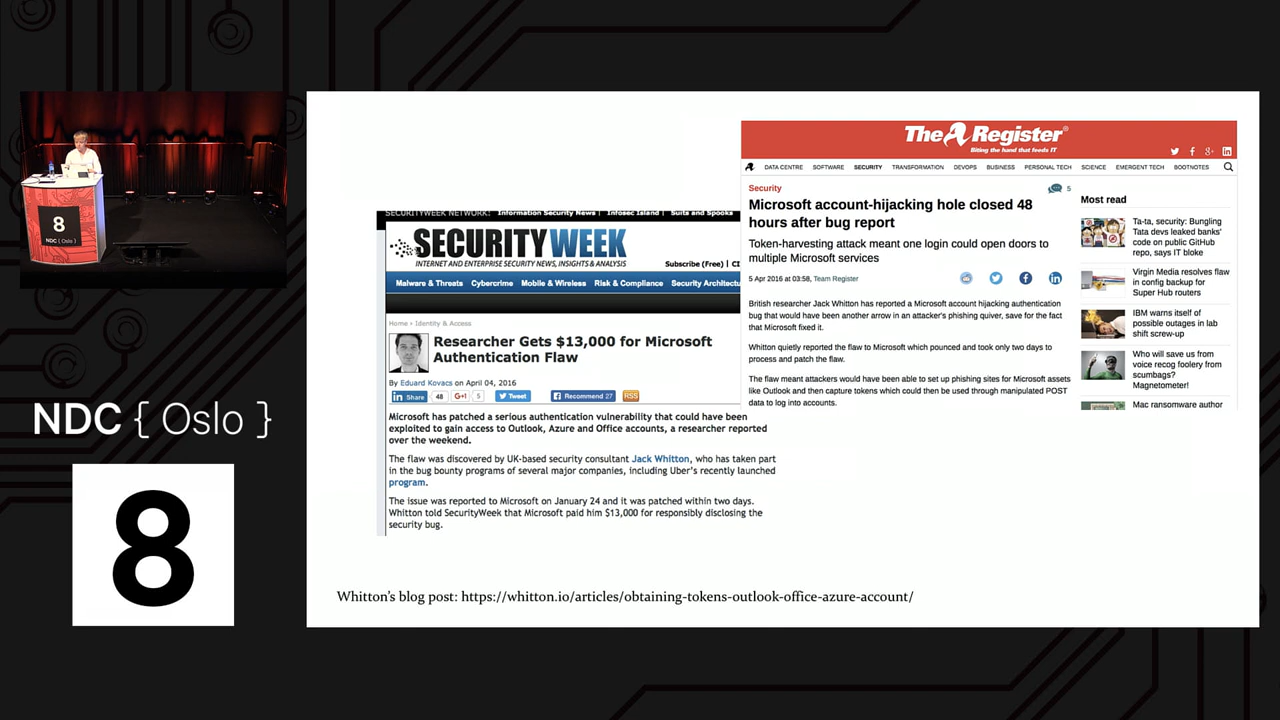 8
NDC { Oslo }
NDC { Oslo }
8
SECURITYWEEK NETWORK: Information Security News | Infosec Island | Suits and Spooks
SECURITYWEEK
INTERNET AND ENTERPRISE SECURITY NEWS, INSIGHTS & ANALYSIS
Subscribe (Free) | CI
Malware & Threats Cybercrime Mobile & Wireless Risk & Compliance Security Architectu
Home › Identity & Access
Researcher Gets $13,000 for Microsoft
Authentication Flaw
By Eduard Kovacs on April 04, 2016
in Share 48 G+1 5 Tweet Recommend 27 RSS
Microsoft has patched a serious authentication vulnerability that could have been
exploited to gain access to Outlook, Azure and Office accounts, a researcher reported
over the weekend.
The flaw was discovered by UK-based security consultant Jack Whitton, who has taken part
in the bug bounty programs of several major companies, including Uber's recently launched
program.
The issue was reported to Microsoft on January 24 and it was patched within two days.
Whitton told SecurityWeek that Microsoft paid him $13,000 for responsibly disclosing the
security bug.
The Register®
Biting the hand that feeds IT
DATA CENTRE SOFTWARE SECURITY TRANSFORMATION DEVOPS BUSINESS PERSONAL TECH SCIENCE EMERGENT TECH BOOTNOTES
Security 5
Microsoft account-hijacking hole closed 48
hours after bug report
Token-harvesting attack meant one login could open doors to
multiple Microsoft services
5 Apr 2016 at 03:58, Team Register
British researcher Jack Whitton has reported a Microsoft account hijacking authentication
bug that would have been another arrow in an attacker's phishing quiver, save for the fact
that Microsoft fixed it.
Whitton quietly reported the flaw to Microsoft which pounced and took only two days to
process and patch the flaw.
The flaw meant attackers would have been able to set up phishing sites for Microsoft assets
like Outlook and then capture tokens which could then be used through manipulated POST
data to log into accounts.
Most read
Ta-ta, security: Bungling
Tata devs leaked banks'
code on public GitHub
repo, says IT bloke
Virgin Media resolves flaw
in config backup for
Super Hub routers
IBM warns itself of
possible outages in lab
shift screw-up
Who will save us from
voice recog foolery from
scumbags?
Magnetometer!
Mac ransomware author
Whitton's blog post: https://whitton.io/articles/obtaining-tokens-outlook-office-azure-account/